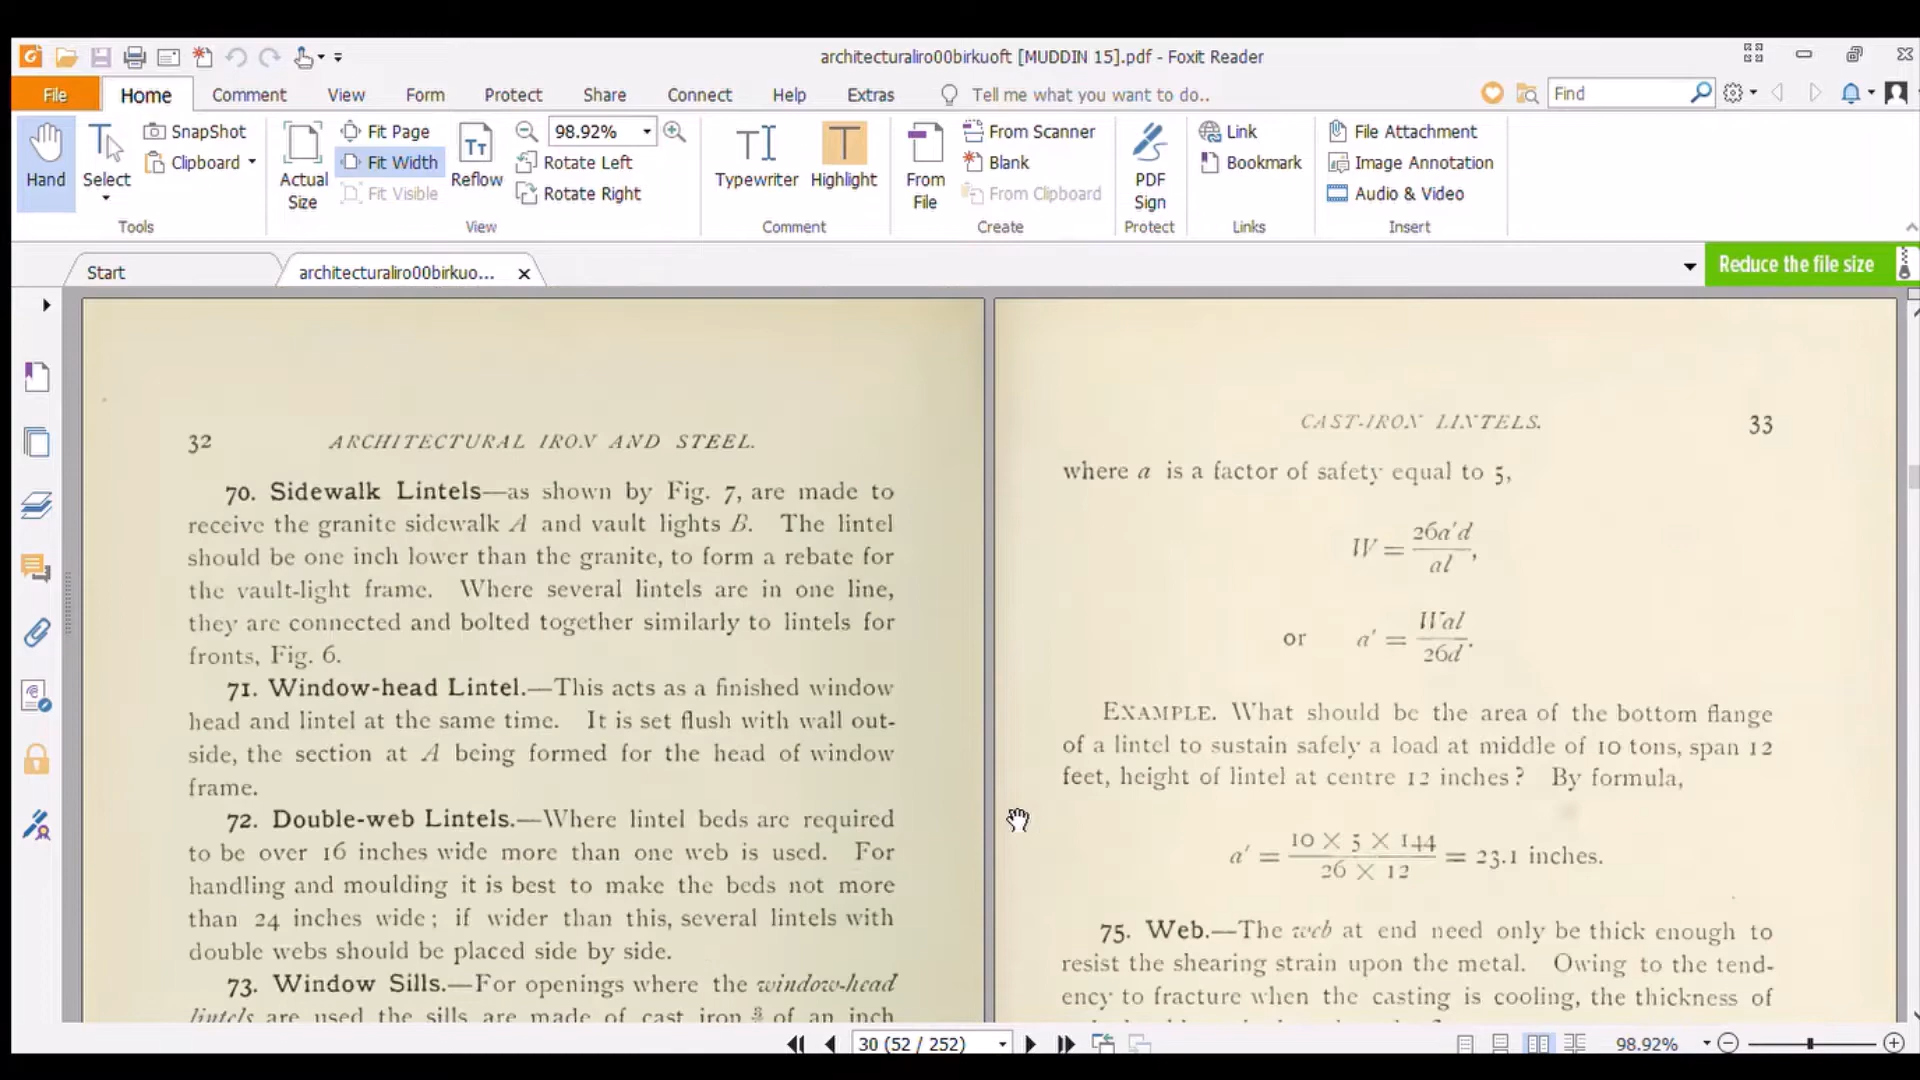 architecturaliro00birkuoft [MUDDIN 15].pdf - Foxit Reader
File Home Comment View Form Protect Share Connect Help Extras Tell me what you want to do.. Find
Hand
Select
SnapShot
Clipboard
Tools
Actual Size
Fit Page
Fit Width
Fit Visible
Reflow
98.92%
Rotate Left
Rotate Right
View
Typewriter
Highlight
Comment
From File
From Scanner
Blank
From Clipboard
Create
PDF Sign
Protect
Link
Bookmark
Links
File Attachment
Image Annotation
Audio & Video
Insert
Start
architecturaliro00birkuo...
Reduce the file size
32 ARCHITECTURAL IRON AND STEEL.
70. Sidewalk Lintels—as shown by Fig. 7, are made to
receive the granite sidewalk A and vault lights B. The lintel
should be one inch lower than the granite, to form a rebate for
the vault-light frame. Where several lintels are in one line,
they are connected and bolted together similarly to lintels for
fronts, Fig. 6.
71. Window-head Lintel.—This acts as a finished window
head and lintel at the same time. It is set flush with wall out-
side, the section at A being formed for the head of window
frame.
72. Double-web Lintels.—Where lintel beds are required
to be over 16 inches wide more than one web is used. For
handling and moulding it is best to make the beds not more
than 24 inches wide; if wider than this, several lintels with
double webs should be placed side by side.
73. Window Sills.—For openings where the window-head
lintels are used the sills are made of cast iron 3/8 of an inch
CAST-IRON LINTELS. 33
where a is a factor of safety equal to 5,
W = 26a'd / al,
or a' = Wal / 26d.
EXAMPLE. What should be the area of the bottom flange
of a lintel to sustain safely a load at middle of 10 tons, span 12
feet, height of lintel at centre 12 inches? By formula,
a' = 10 × 5 × 144 / 26 × 12 = 23.1 inches.
75. Web.—The web at end need only be thick enough to
resist the shearing strain upon the metal. Owing to the tend-
ency to fracture when the casting is cooling, the thickness of
30 (52 / 252)
98.92%